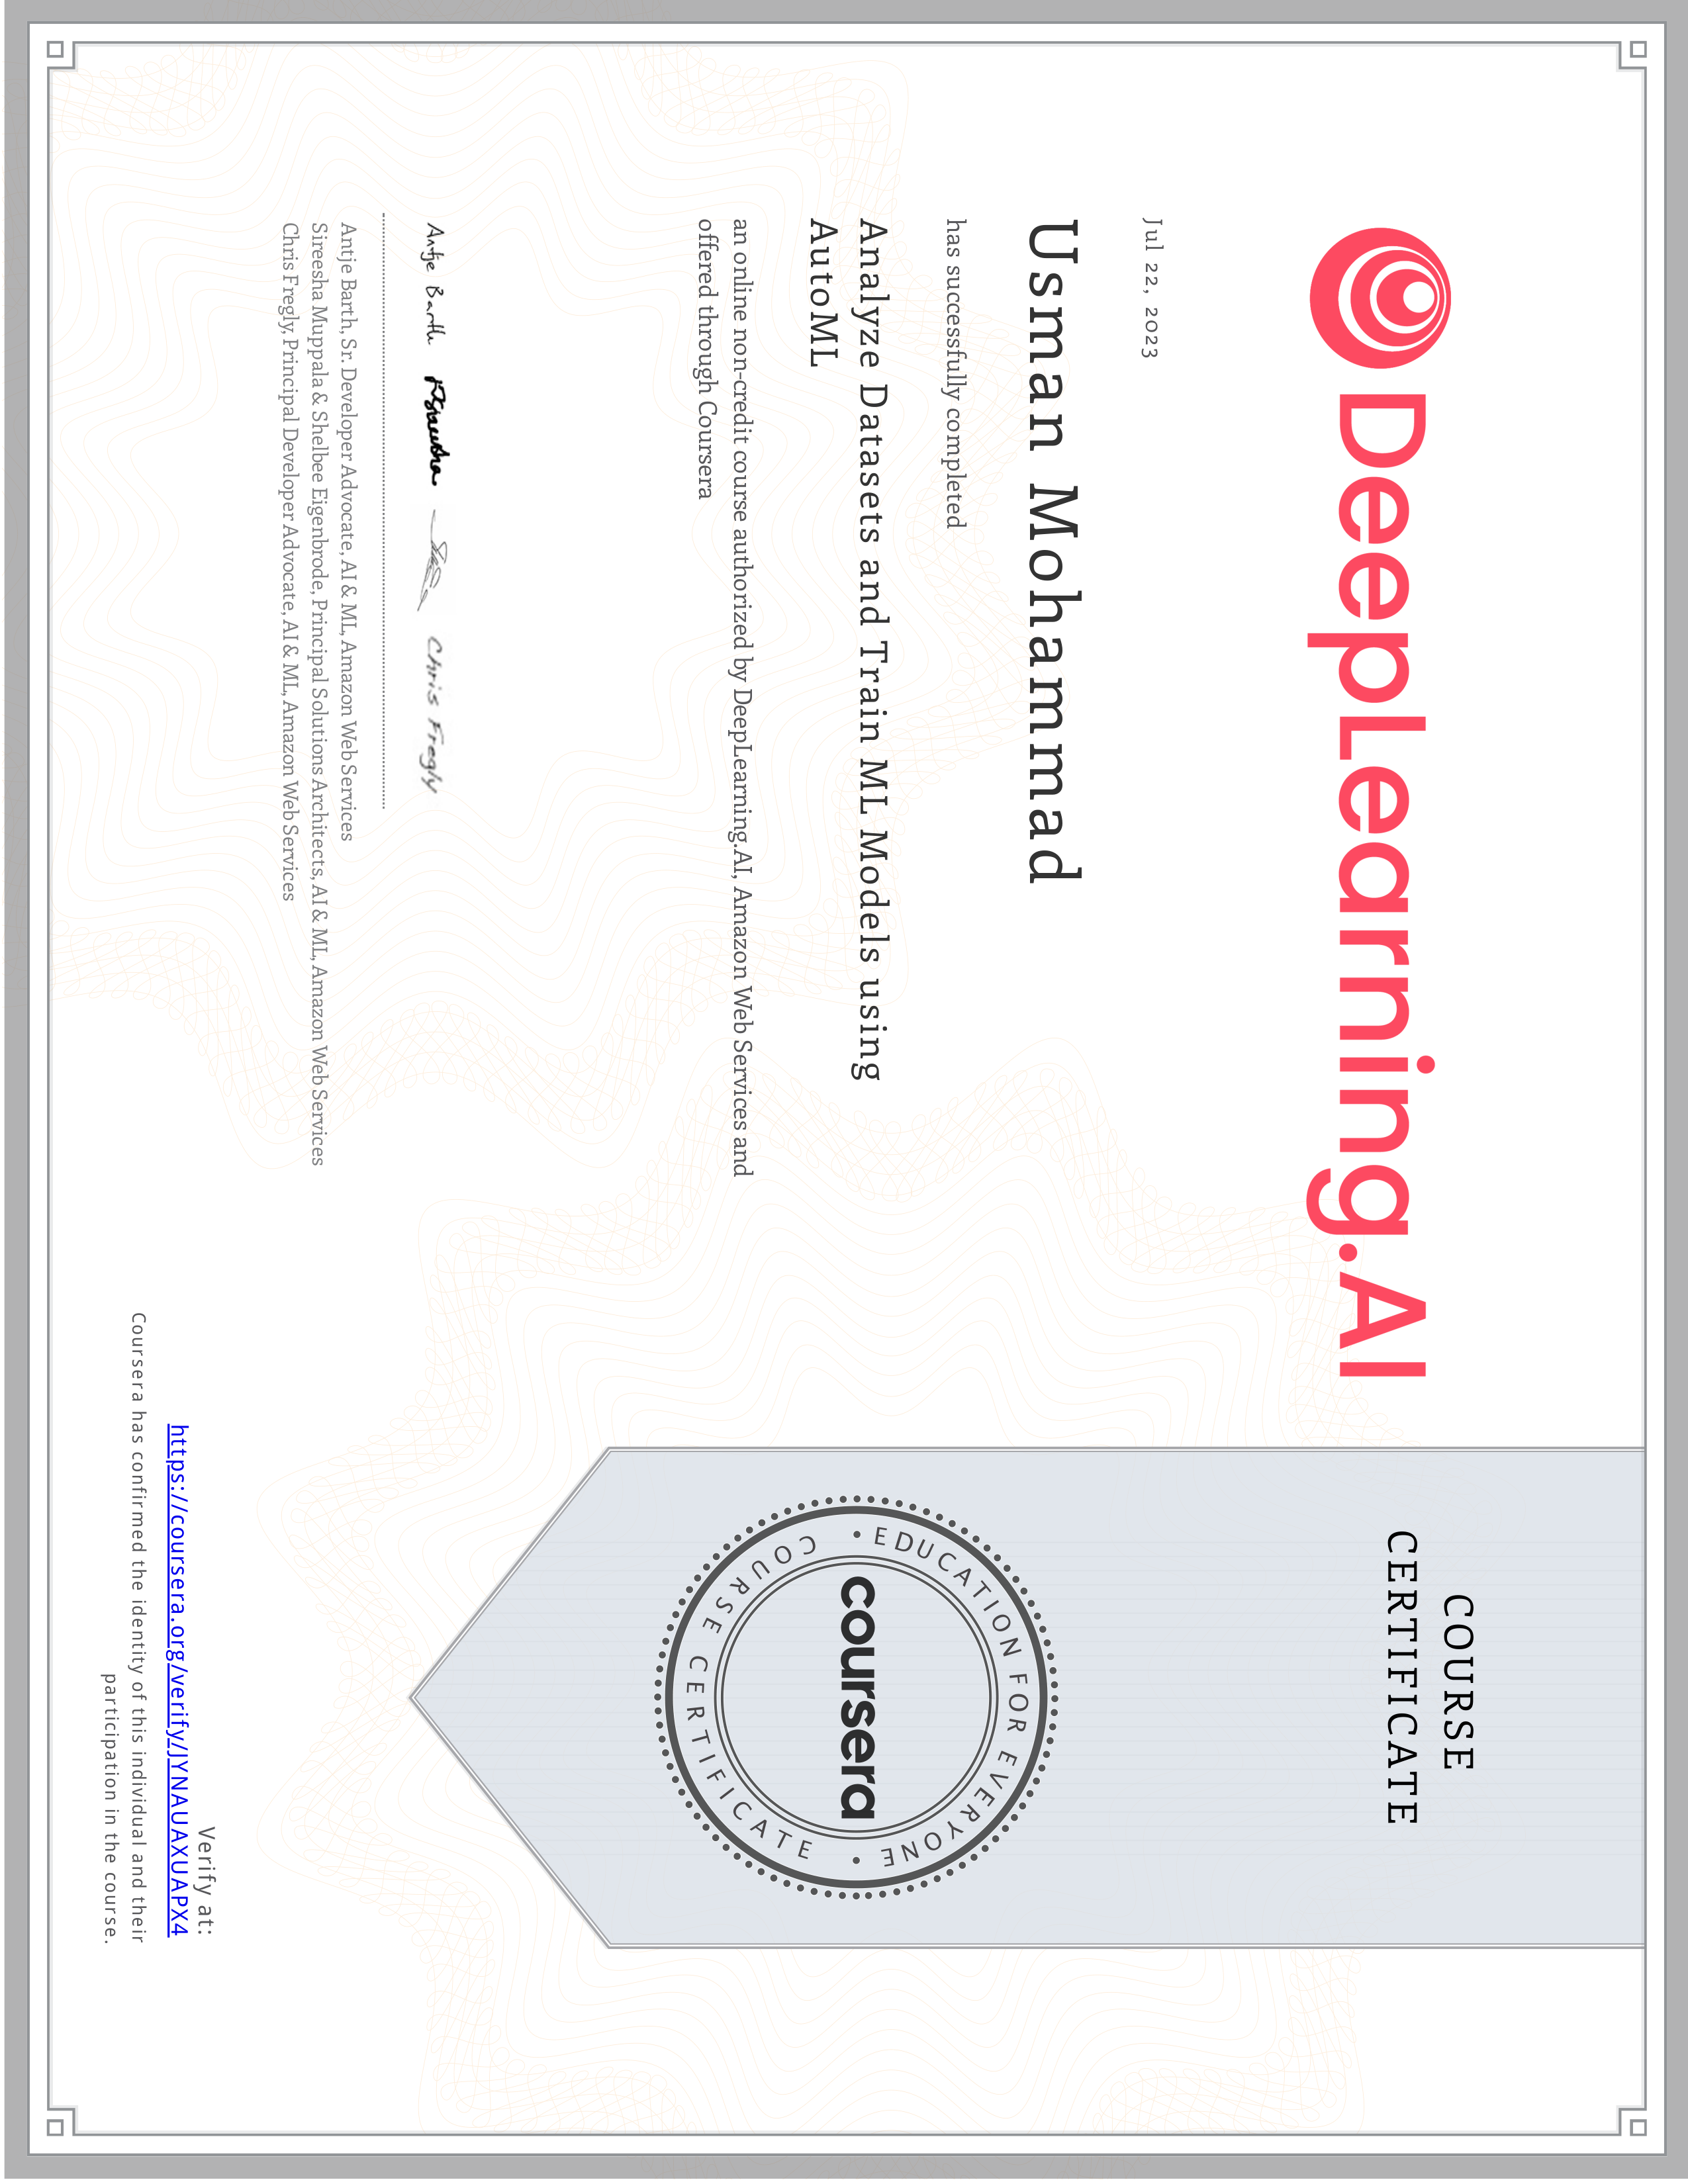 DeepLearning.AI
Jul 22, 2023
Usman Mohammad
has successfully completed
Analyze Datasets and Train ML Models using
AutoML
an online non-credit course authorized by DeepLearning.AI, Amazon Web Services and
offered through Coursera
Antje Barth
Chris Fregly
Antje Barth, Sr. Developer Advocate, AI & ML, Amazon Web Services
Sireesha Muppala & Shelbee Eigenbrode, Principal Solutions Architects, AI & ML, Amazon Web Services
Chris Fregly, Principal Developer Advocate, AI & ML, Amazon Web Services
COURSE
CERTIFICATE
EDUCATION FOR EVERYONE
coursera
COURSE CERTIFICATE
Verify at:
https://coursera.org/verify/JYNAUAXUAPX4
Coursera has confirmed the identity of this individual and their
participation in the course.